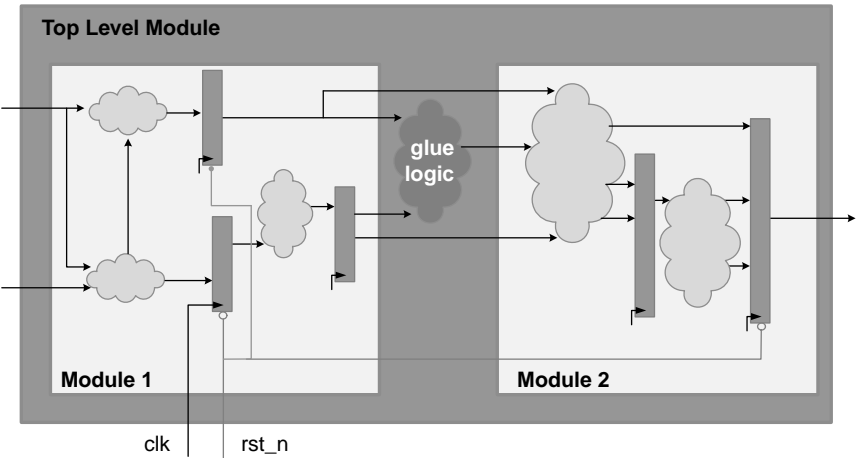 Top Level Module
glue
logic
Module 1
Module 2
clk
rst_n